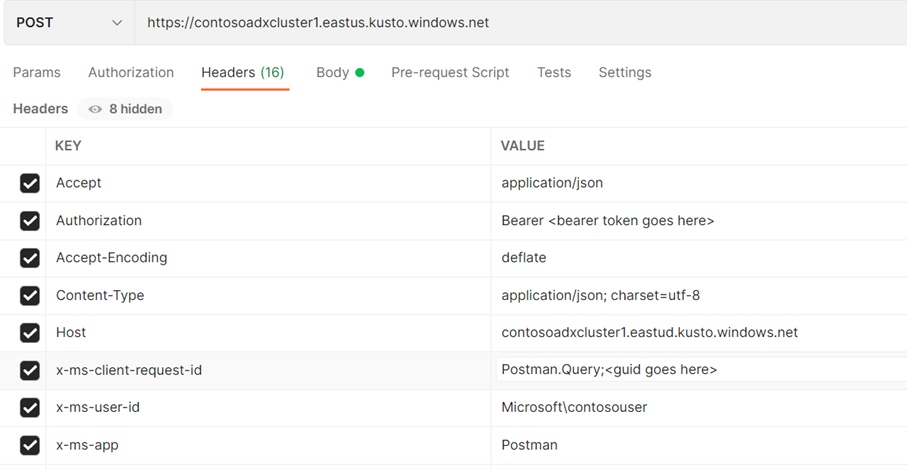 POST https://contosoadxcluster1.eastus.kusto.windows.net
Params Authorization Headers (16) Body Pre-request Script Tests Settings
Headers 8 hidden
KEY VALUE
Accept application/json
Authorization Bearer <bearer token goes here>
Accept-Encoding deflate
Content-Type application/json; charset=utf-8
Host contosoadxcluster1.eastud.kusto.windows.net
x-ms-client-request-id Postman.Query;<guid goes here>
x-ms-user-id Microsoft\contosouser
x-ms-app Postman